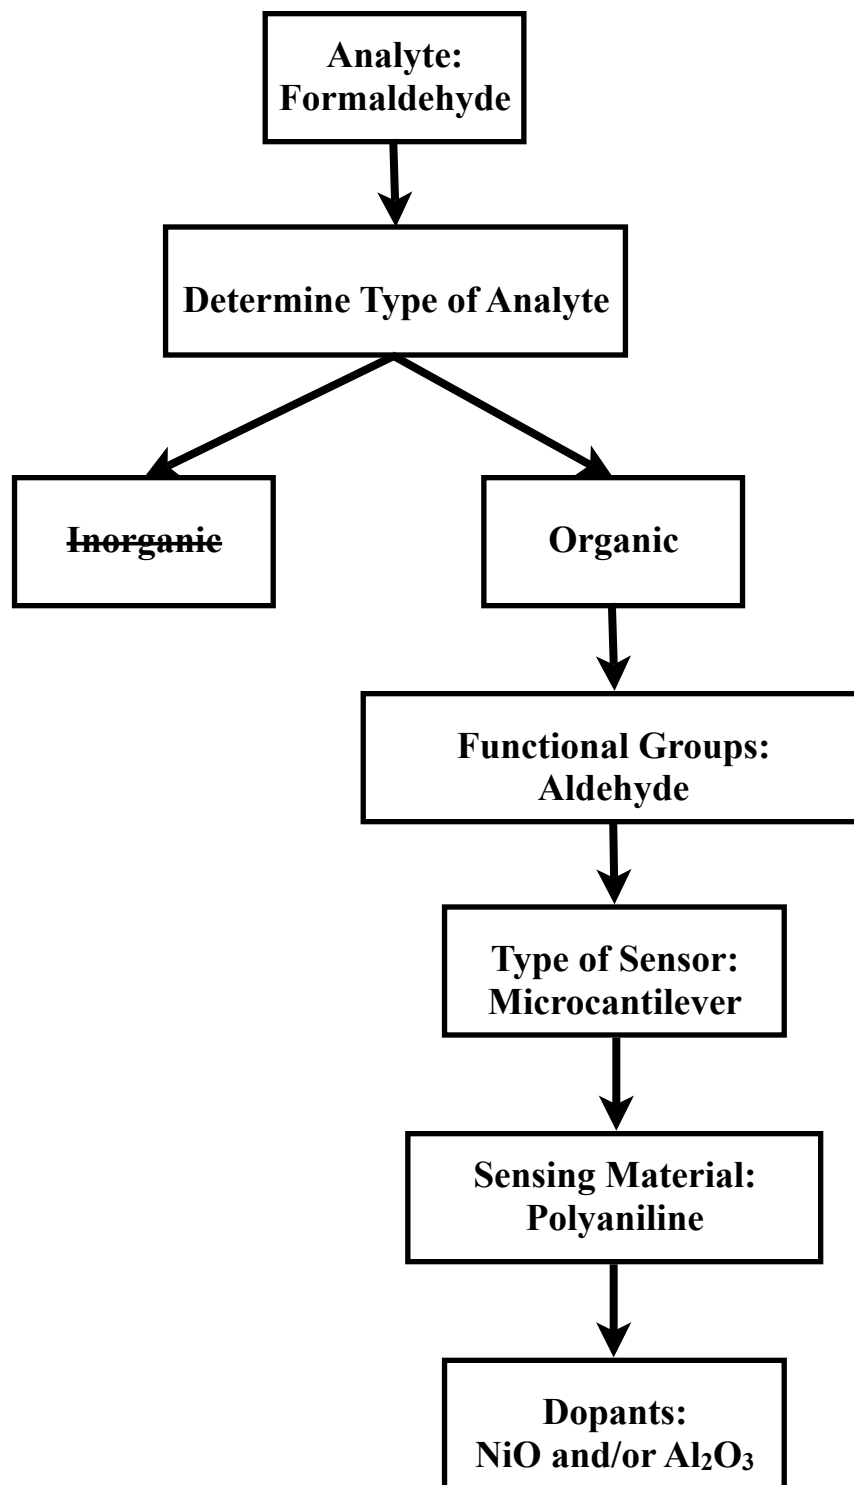 Analyte:
Formaldehyde
Determine Type of Analyte
Inorganic
Organic
Functional Groups:
Aldehyde
Type of Sensor:
Microcantilever
Sensing Material:
Polyaniline
Dopants:
NiO and/or Al₂O₃